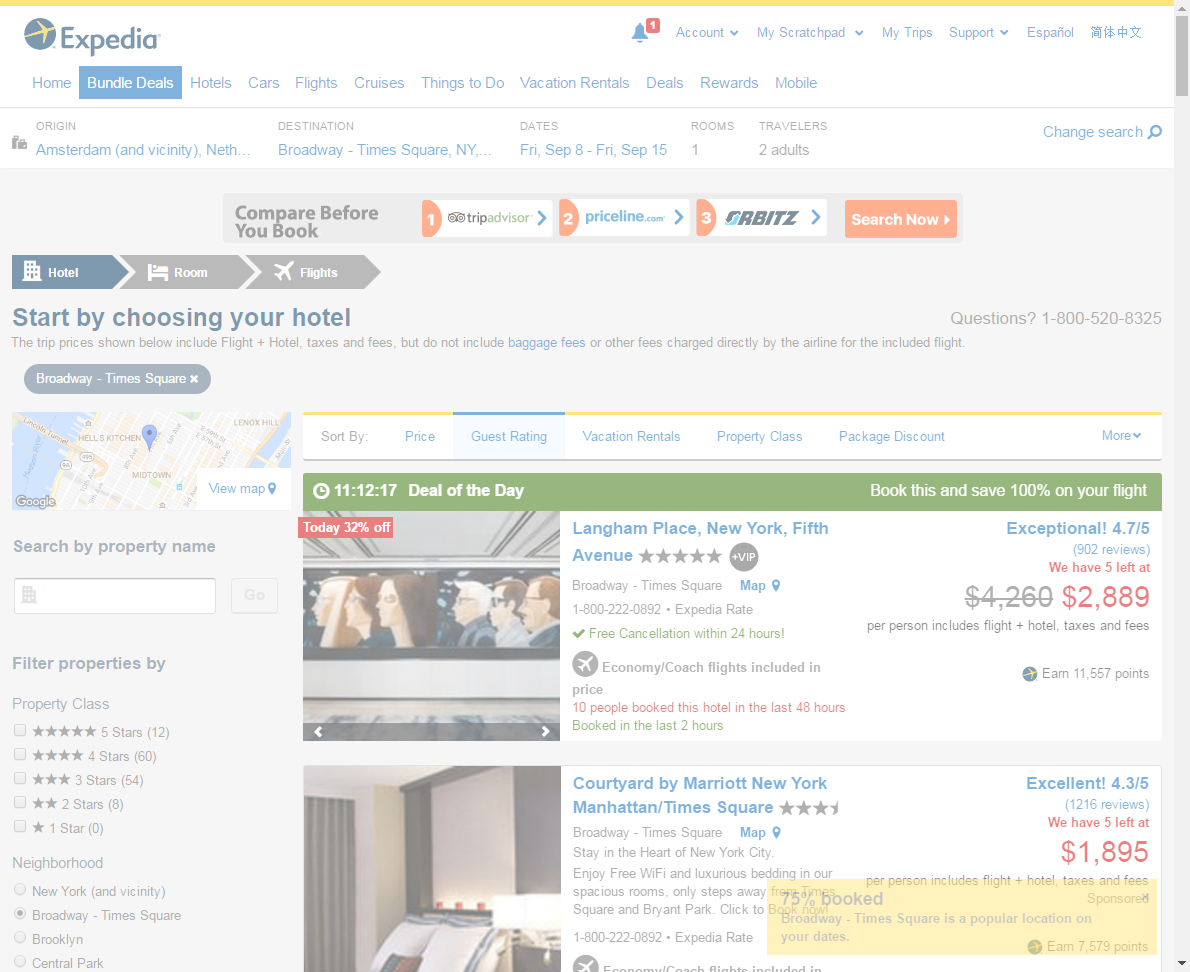 Expedia
1
Account
My Scratchpad
My Trips
Support
Español
简体中文
Home
Bundle Deals
Hotels
Cars
Flights
Cruises
Things to Do
Vacation Rentals
Deals
Rewards
Mobile
ORIGIN
DESTINATION
DATES
ROOMS
TRAVELERS
Amsterdam (and vicinity), Neth…
Broadway - Times Square, NY,…
Fri, Sep 8 - Fri, Sep 15
1
2 adults
Change search
Compare Before
You Book
1 tripadvisor
2 priceline.com
3 ORBITZ
Search Now
Hotel
Room
Flights
Start by choosing your hotel
Questions? 1-800-520-8325
The trip prices shown below include Flight + Hotel, taxes and fees, but do not include baggage fees or other fees charged directly by the airline for the included flight.
Broadway - Times Square ×
Lincoln Tunnel
LENOX HILL
HELL'S KITCHEN
MIDTOWN
495
9A
Google
View map
Search by property name
Go
Filter properties by
Property Class
5 Stars (12)
4 Stars (60)
3 Stars (54)
2 Stars (8)
1 Star (0)
Neighborhood
New York (and vicinity)
Broadway - Times Square
Brooklyn
Central Park
Sort By:
Price
Guest Rating
Vacation Rentals
Property Class
Package Discount
More
11:12:17 Deal of the Day
Book this and save 100% on your flight
Today 32% off
Langham Place, New York, Fifth
Avenue
+VIP
Broadway - Times Square
Map
1-800-222-0892 • Expedia Rate
Free Cancellation within 24 hours!
Economy/Coach flights included in
price
10 people booked this hotel in the last 48 hours
Booked in the last 2 hours
Exceptional! 4.7/5
(902 reviews)
We have 5 left at
$4,260 $2,889
per person includes flight + hotel, taxes and fees
Earn 11,557 points
Courtyard by Marriott New York
Manhattan/Times Square
Broadway - Times Square
Map
Stay in the Heart of New York City.
Enjoy Free WiFi and luxurious bedding in our
spacious rooms, only steps away from Times
Square and Bryant Park. Click to Book now!
1-800-222-0892 • Expedia Rate
Economy/Coach flights included in
Excellent! 4.3/5
(1216 reviews)
We have 5 left at
$1,895
per person includes flight + hotel, taxes and fees
Sponsored
75% booked
Broadway - Times Square is a popular location on
your dates.
Earn 7,579 points